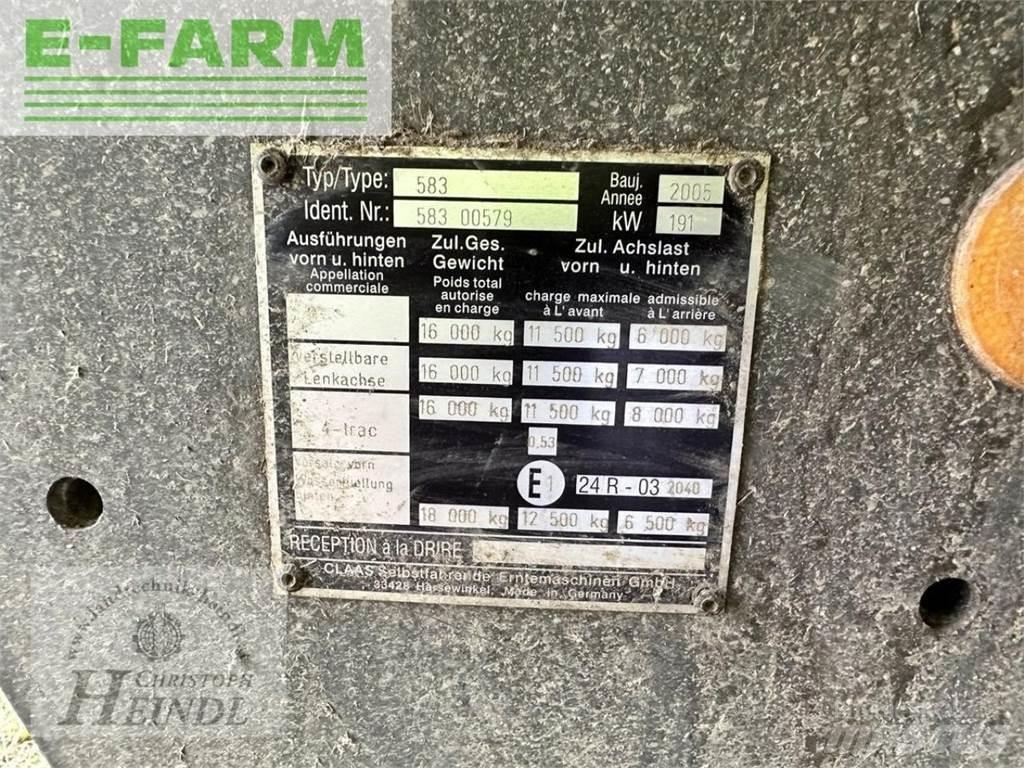 E-FARM
Typ/Type: 583 Bauj. Annee 2005
Ident. Nr.: 583 00579 kW 191
Ausführungen vorn u. hinten
Appellation commerciale
Zul.Ges. Gewicht
Poids total autorise en charge
Zul. Achslast vorn u. hinten
charge maximale admissible
à L'avant à L'arrière
16 000 kg 11 500 kg 6 000 kg
verstellbare Lenkachse 16 000 kg 11 500 kg 7 000 kg
4-trac 16 000 kg 11 500 kg 8 000 kg
0,53
E1 24 R - 03 2040
vorn
18 000 kg 12 500 kg 6 500 kg
RECEPTION à la DRIRE
CLAAS Selbstfahrende Erntemaschinen GmbH
33428 Harsewinkel, Made in Germany
CHRISTOPH
HEINDL